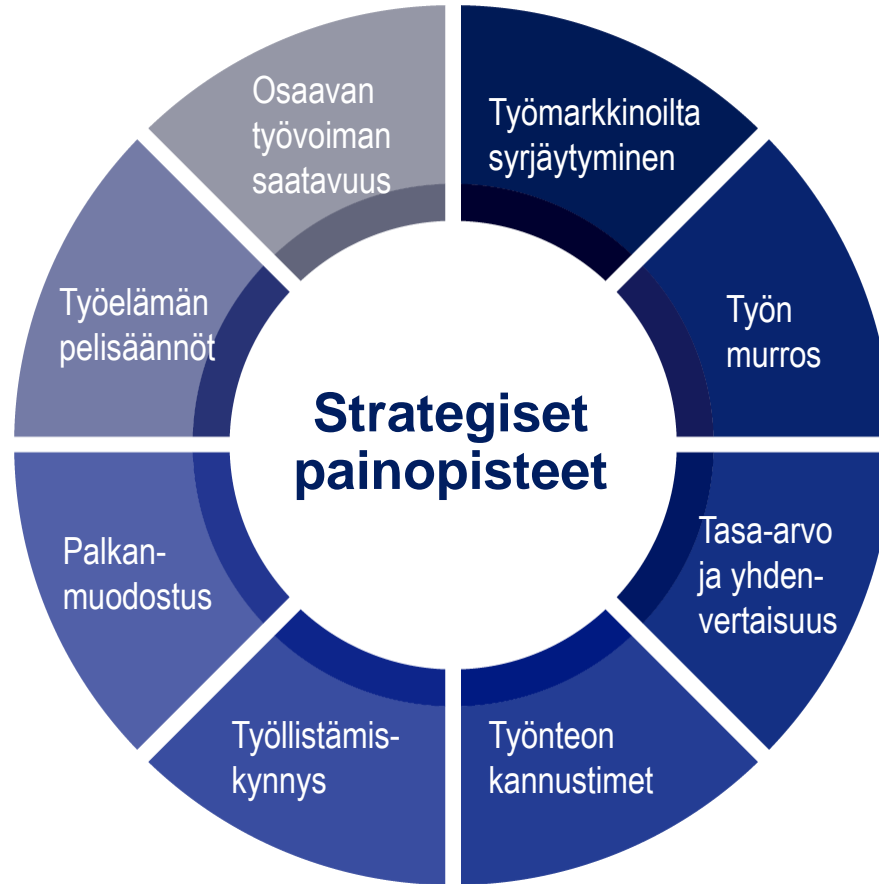 Strategiset
painopisteet
Työmarkkinoilta
syrjäytyminen
Työn
murros
Tasa-arvo
ja yhden-
vertaisuus
Työnteon
kannustimet
Työllistämis-
kynnys
Palkan-
muodostus
Työelämän
pelisäännöt
Osaavan
työvoiman
saatavuus